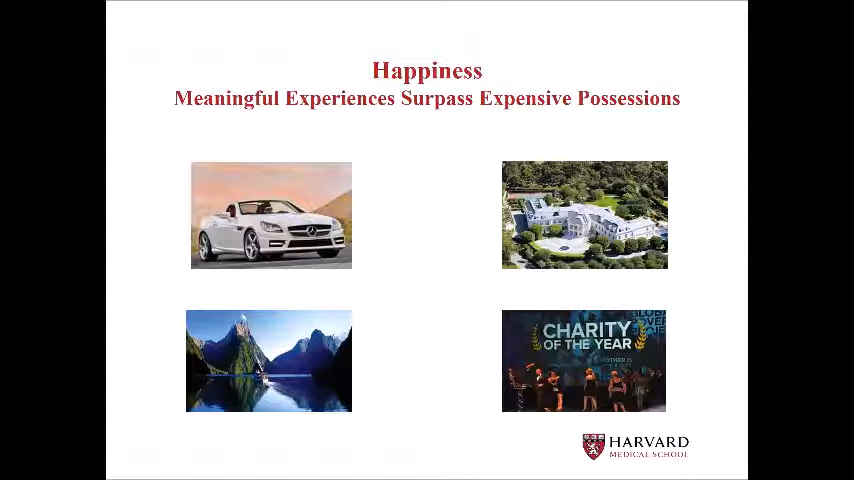 Happiness
Meaningful Experiences Surpass Expensive Possessions
CHARITY
OF THE YEAR
HARVARD
MEDICAL SCHOOL